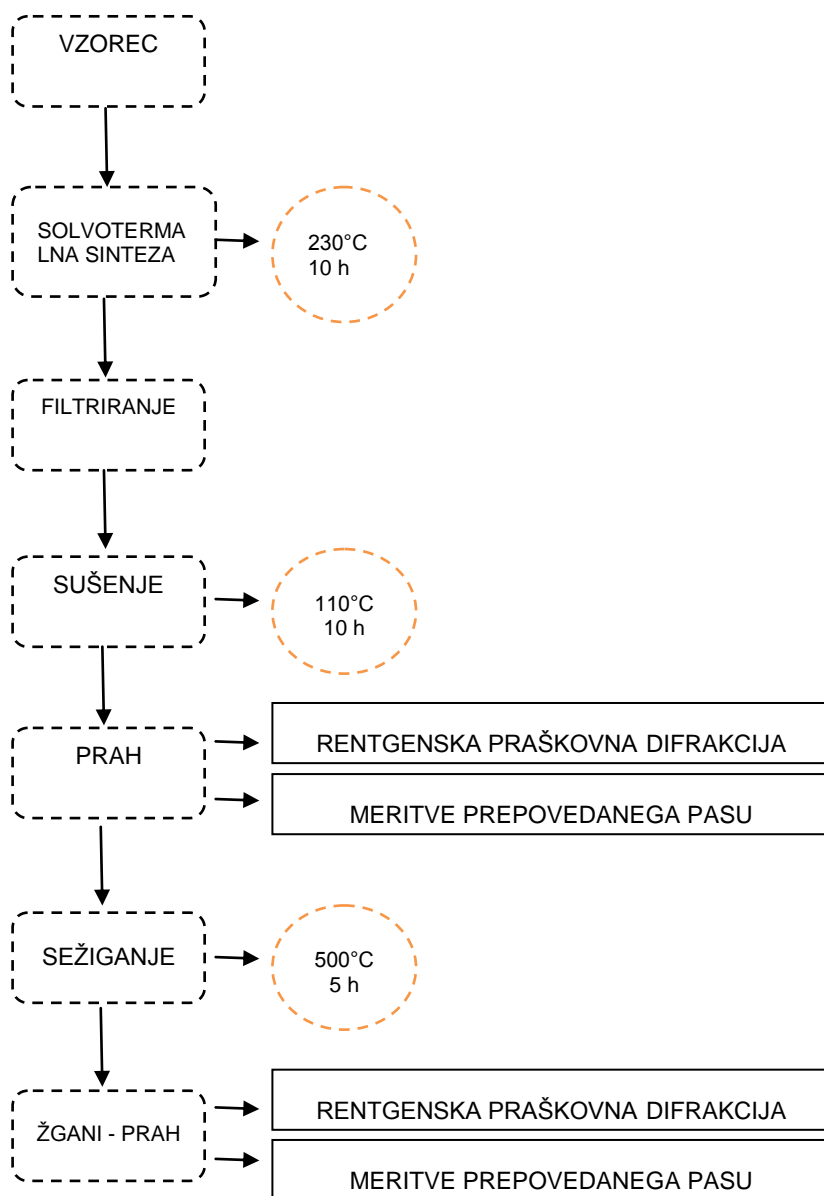 VZOREC
SOLVOTERMA
LNA SINTEZA
230°C
10 h
FILTRIRANJE
SUŠENJE
110°C
10 h
PRAH
RENTGENSKA PRAŠKOVNA DIFRAKCIJA
MERITVE PREPOVEDANEGA PASU
SEŽIGANJE
500°C
5 h
ŽGANI - PRAH
RENTGENSKA PRAŠKOVNA DIFRAKCIJA
MERITVE PREPOVEDANEGA PASU